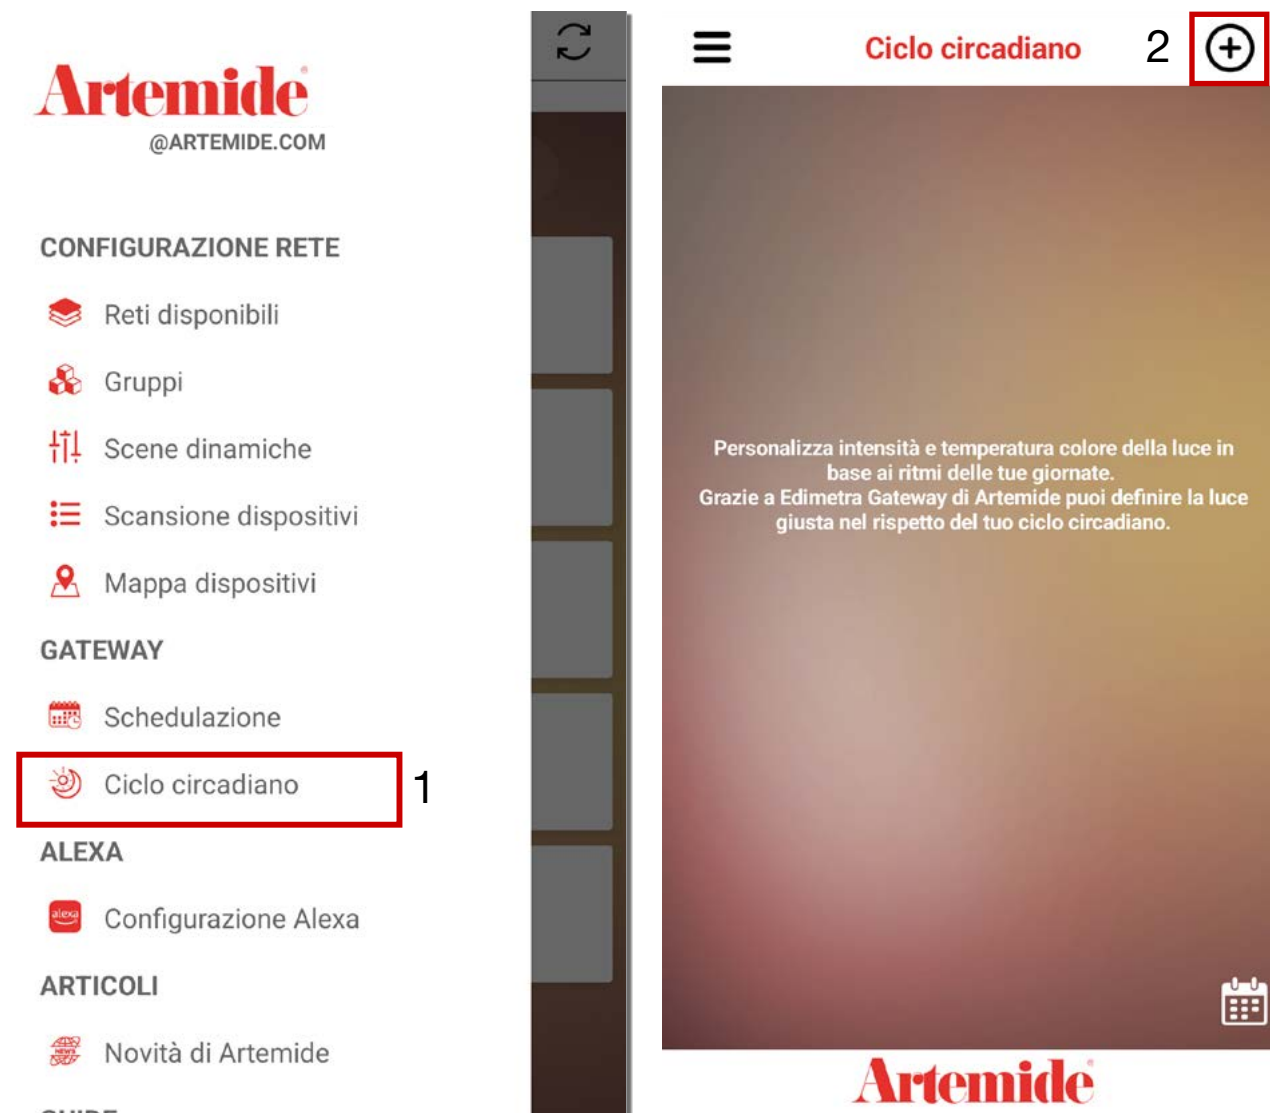 Artemide
@ARTEMIDE.COM
CONFIGURAZIONE RETE
Reti disponibili
Gruppi
Scene dinamiche
Scansione dispositivi
Mappa dispositivi
GATEWAY
Schedulazione
Ciclo circadiano
1
ALEXA
alexa
Configurazione Alexa
ARTICOLI
NEWS
Novità di Artemide
GUIDE
Ciclo circadiano
2
Personalizza intensità e temperatura colore della luce in
base ai ritmi delle tue giornate.
Grazie a Edimetra Gateway di Artemide puoi definire la luce
giusta nel rispetto del tuo ciclo circadiano.
Artemide